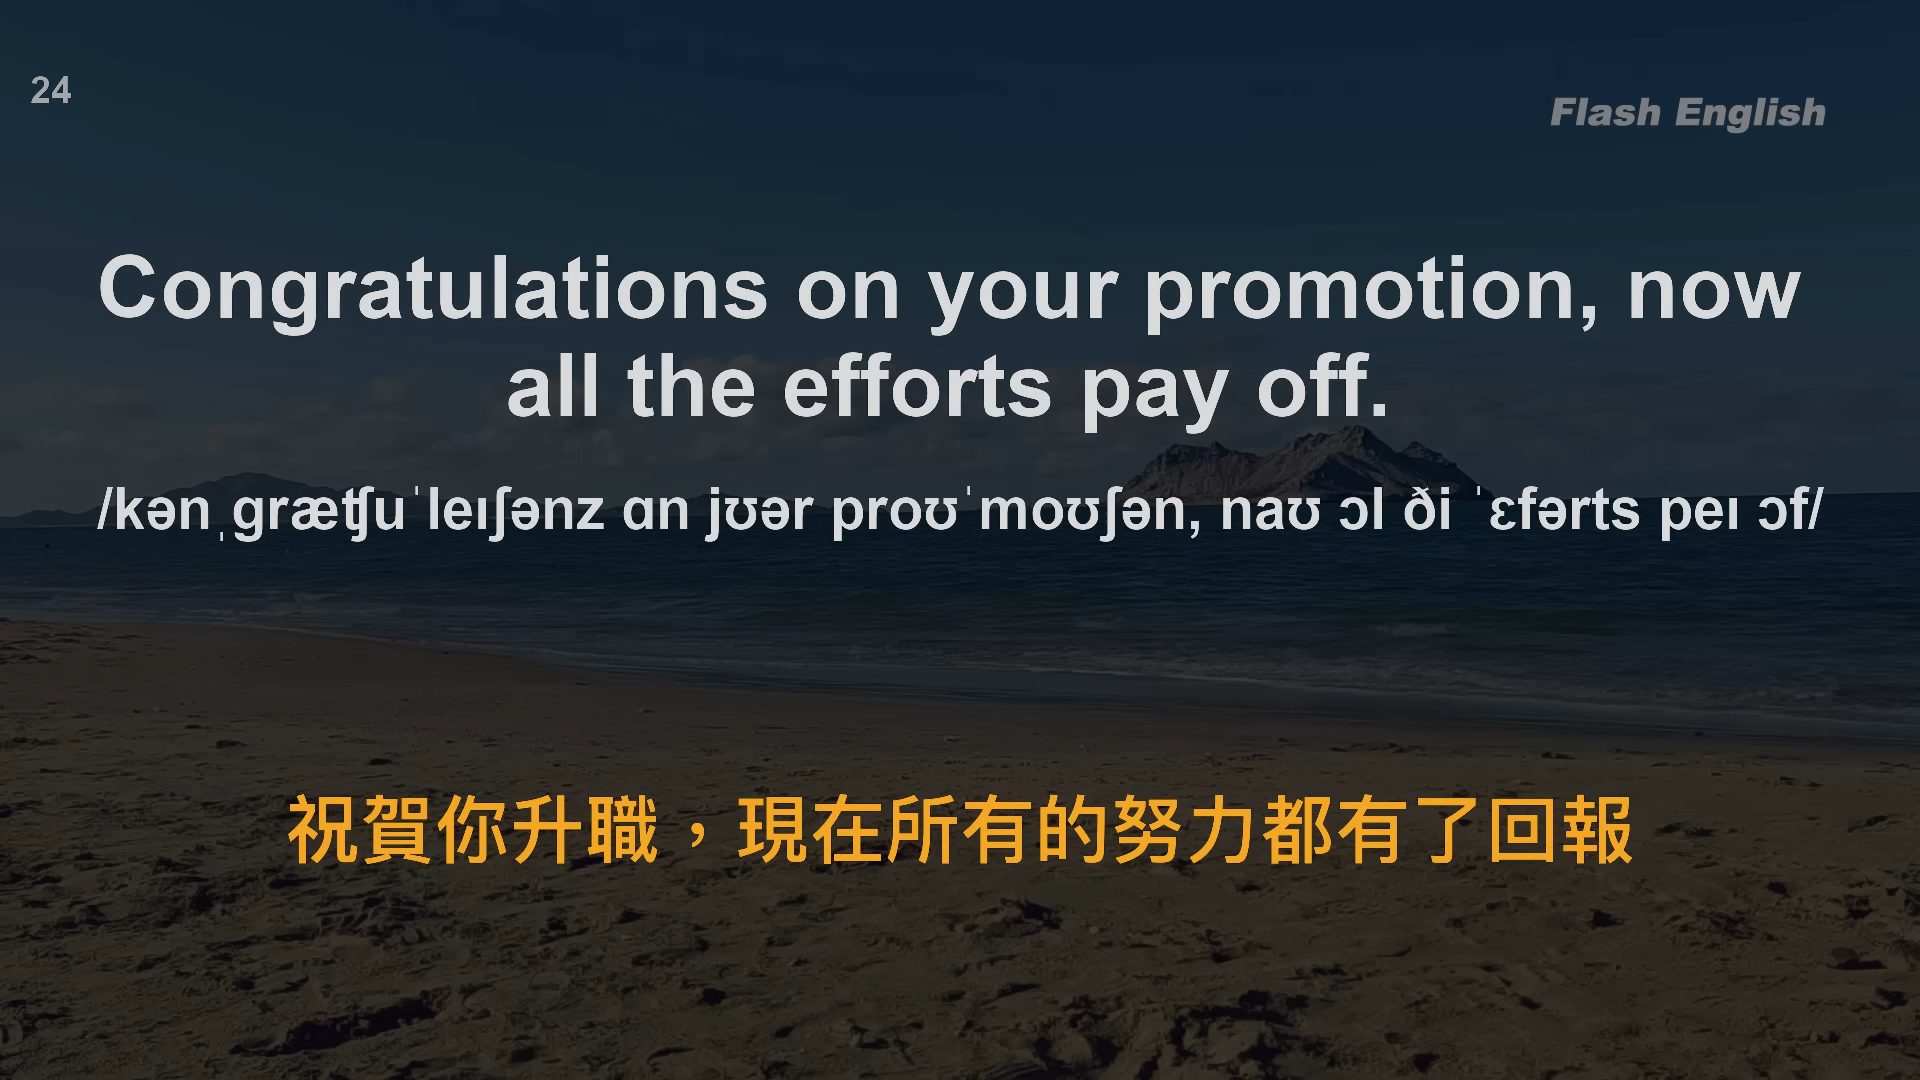 24
Flash English
Congratulations on your promotion, now
all the efforts pay off.
/kənˌgræʧuˈleɪʃənz ɑn jʊər proʊˈmoʊʃən, naʊ ɔl ði ˈɛfərts peɪ ɔf/
祝賀你升職，現在所有的努力都有了回報